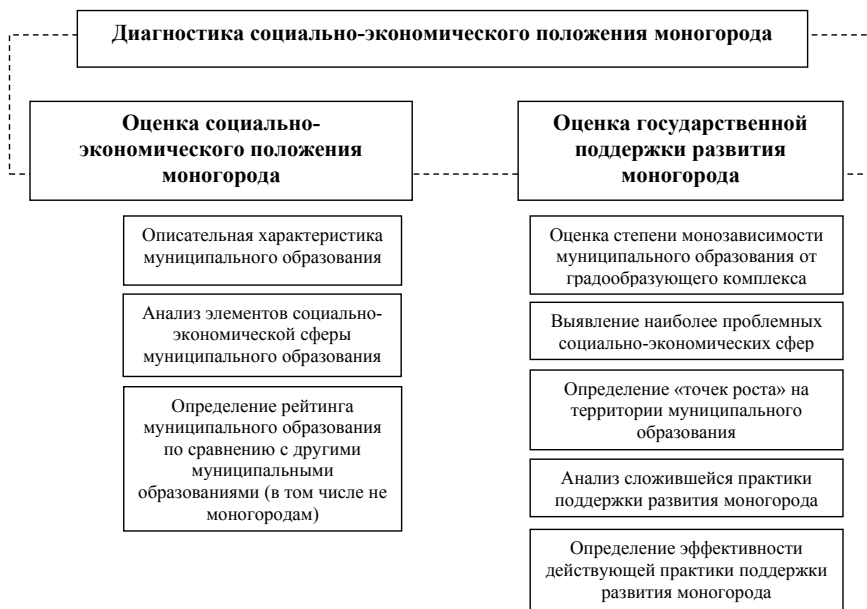 Диагностика социально-экономического положения моногорода
Оценка социально-
экономического положения
моногорода
Описательная характеристика
муниципального образования
Анализ элементов социально-
экономической сферы
муниципального образования
Определение рейтинга
муниципального образования
по сравнению с другими
муниципальными
образованиями (в том числе не
моногородам)
Оценка государственной
поддержки развития
моногорода
Оценка степени монозависимости
муниципального образования от
градообразующего комплекса
Выявление наиболее проблемных
социально-экономических сфер
Определение «точек роста» на
территории муниципального
образования
Анализ сложившейся практики
поддержки развития моногорода
Определение эффективности
действующей практики поддержки
развития моногорода